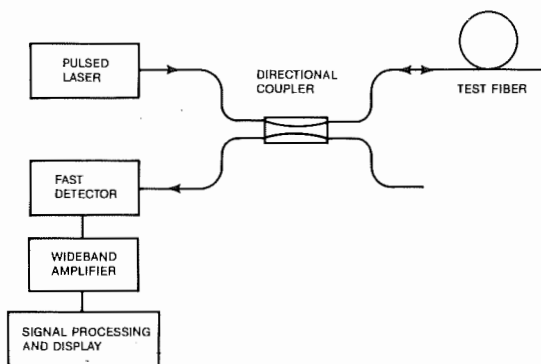 PULSED
LASER
DIRECTIONAL
COUPLER
TEST FIBER
FAST
DETECTOR
WIDEBAND
AMPLIFIER
SIGNAL PROCESSING
AND DISPLAY